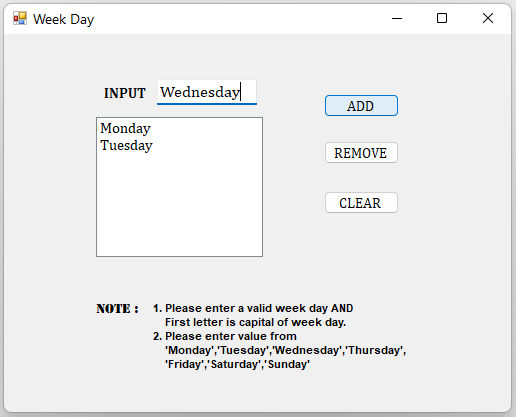 Week Day
INPUT Wednesday
ADD
Monday
Tuesday
REMOVE
CLEAR
NOTE : 1. Please enter a valid week day AND
First letter is capital of week day.
2. Please enter value from
'Monday','Tuesday','Wednesday','Thursday',
'Friday','Saturday','Sunday'